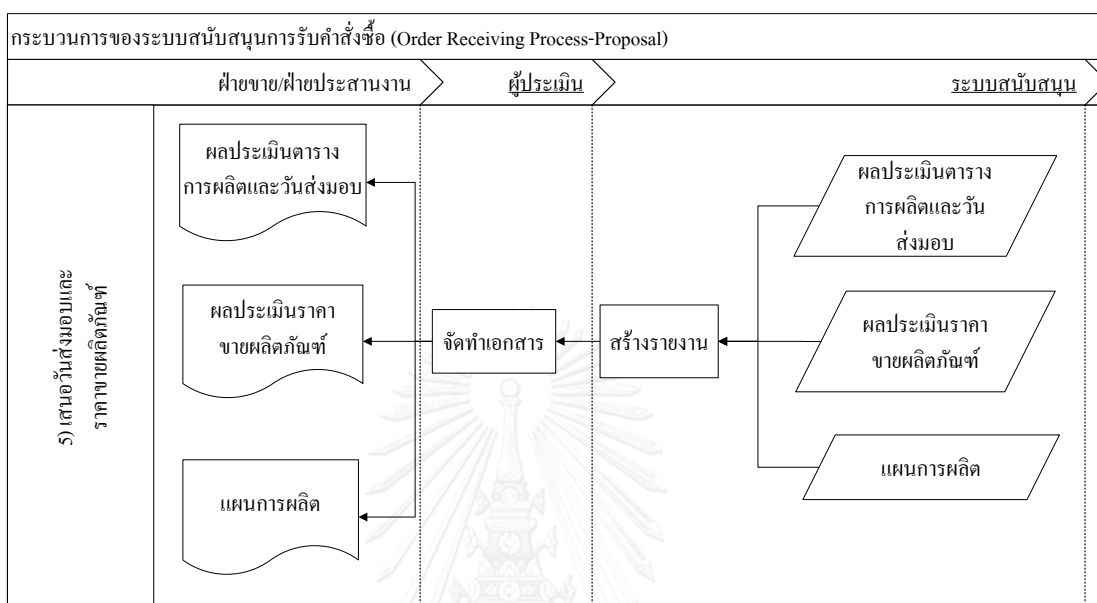 กระบวนการของระบบสนับสนุนการรับคำสั่งซื้อ (Order Receiving Process-Proposal)
ฝ่ายขาย/ฝ่ายประสานงาน
ผู้ประเมิน
ระบบสนับสนุน
5) เสนอวันส่งมอบและ
ราคาขายผลิตภัณฑ์
ผลประเมินตาราง
การผลิตและวันส่งมอบ
ผลประเมินราคา
ขายผลิตภัณฑ์
แผนการผลิต
จัดทำเอกสาร
สร้างรายงาน
ผลประเมินตาราง
การผลิตและวัน
ส่งมอบ
ผลประเมินราคา
ขายผลิตภัณฑ์
แผนการผลิต